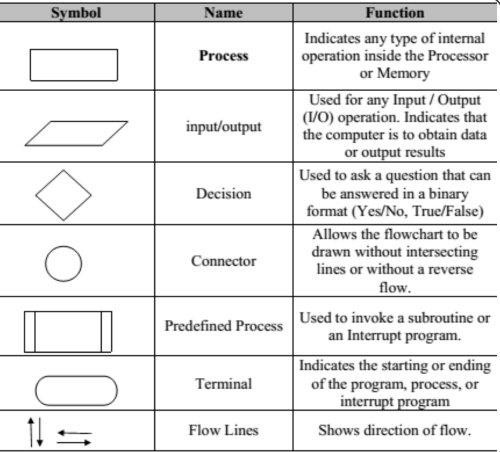 Symbol Name Function
Process
Indicates any type of internal
operation inside the Processor
or Memory
input/output
Used for any Input / Output
(I/O) operation. Indicates that
the computer is to obtain data
or output results
Decision
Used to ask a question that can
be answered in a binary
format (Yes/No, True/False)
Connector
Allows the flowchart to be
drawn without intersecting
lines or without a reverse
flow.
Predefined Process
Used to invoke a subroutine or
an Interrupt program.
Terminal
Indicates the starting or ending
of the program, process, or
interrupt program
Flow Lines
Shows direction of flow.